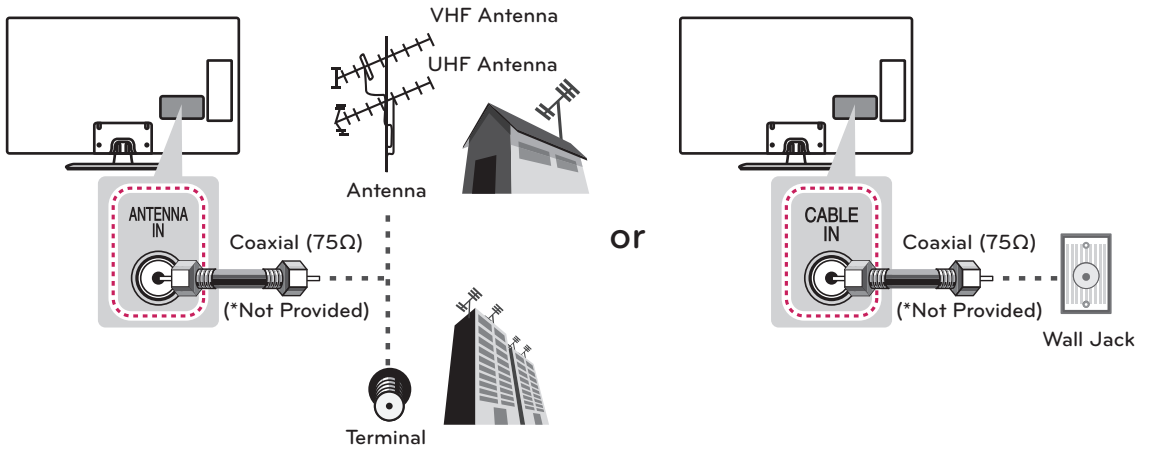 VHF Antenna
UHF Antenna
Antenna
ANTENNA
IN
Coaxial (75Ω)
(*Not Provided)
Terminal
or
CABLE
IN
Coaxial (75Ω)
(*Not Provided)
Wall Jack